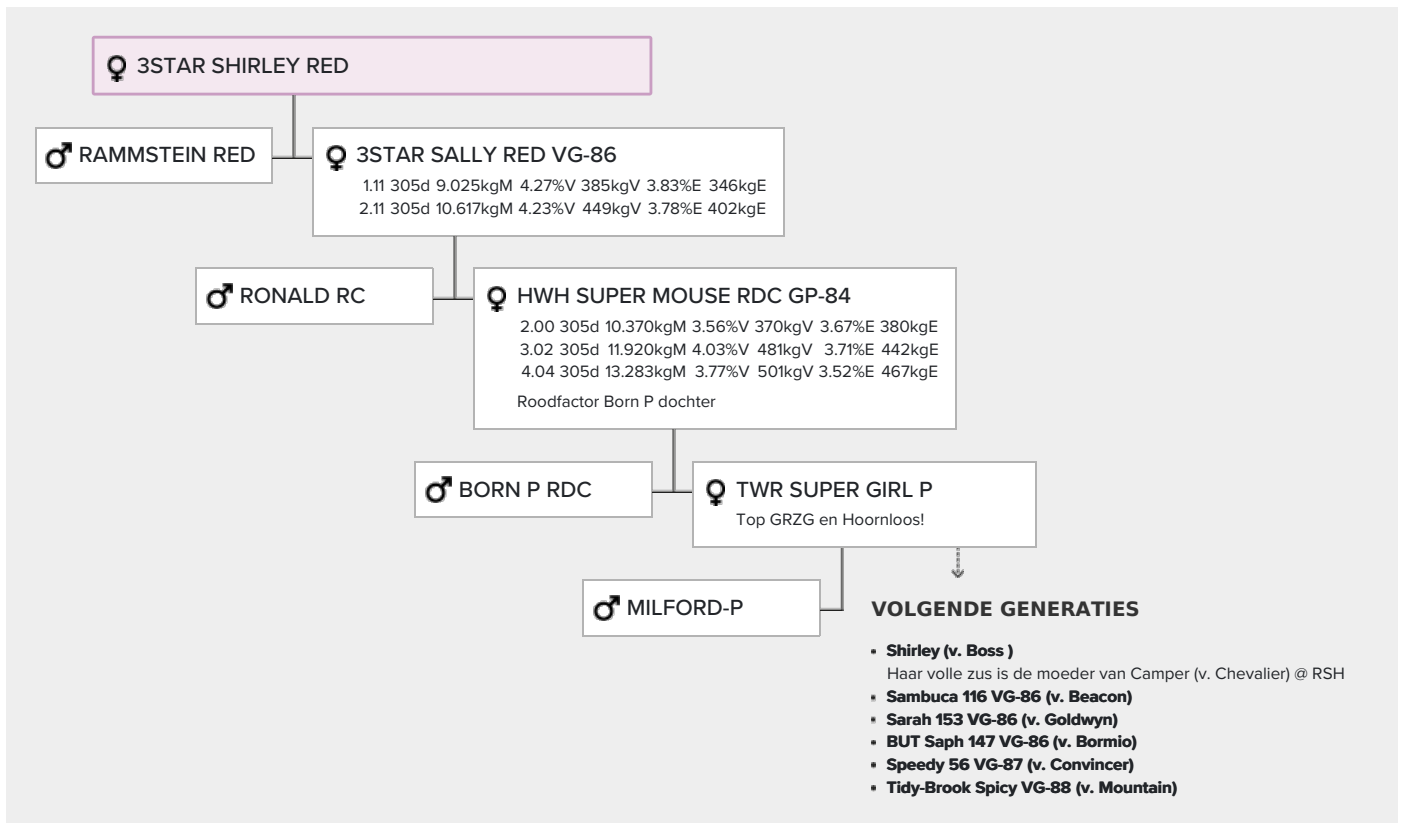 3STAR SHIRLEY RED
RAMMSTEIN RED
3STAR SALLY RED VG-86
1.11 305d 9.025kgM 4.27%V 385kgV 3.83%E 346kgE
2.11 305d 10.617kgM 4.23%V 449kgV 3.78%E 402kgE
RONALD RC
HWH SUPER MOUSE RDC GP-84
2.00 305d 10.370kgM 3.56%V 370kgV 3.67%E 380kgE
3.02 305d 11.920kgM 4.03%V 481kgV 3.71%E 442kgE
4.04 305d 13.283kgM 3.77%V 501kgV 3.52%E 467kgE
Roodfactor Born P dochter
BORN P RDC
TWR SUPER GIRL P
Top GRZG en Hoornloos!
MILFORD-P
VOLGENDE GENERATIES
Shirley (v. Boss )
Haar volle zus is de moeder van Camper (v. Chevalier) @ RSH
Sambuca 116 VG-86 (v. Beacon)
Sarah 153 VG-86 (v. Goldwyn)
BUT Saph 147 VG-86 (v. Bormio)
Speedy 56 VG-87 (v. Convincer)
Tidy-Brook Spicy VG-88 (v. Mountain)